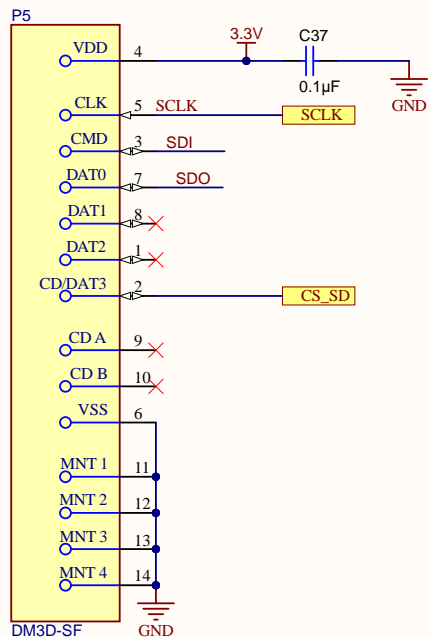 P5
VDD 4 3.3V C37
0.1µF GND
CLK 5 SCLK SCLK
CMD 3 SDI
DAT0 7 SDO
DAT1 8
DAT2 1
CD/DAT3 2 CS_SD
CD A 9
CD B 10
VSS 6
MNT 1 11
MNT 2 12
MNT 3 13
MNT 4 14
DM3D-SF GND